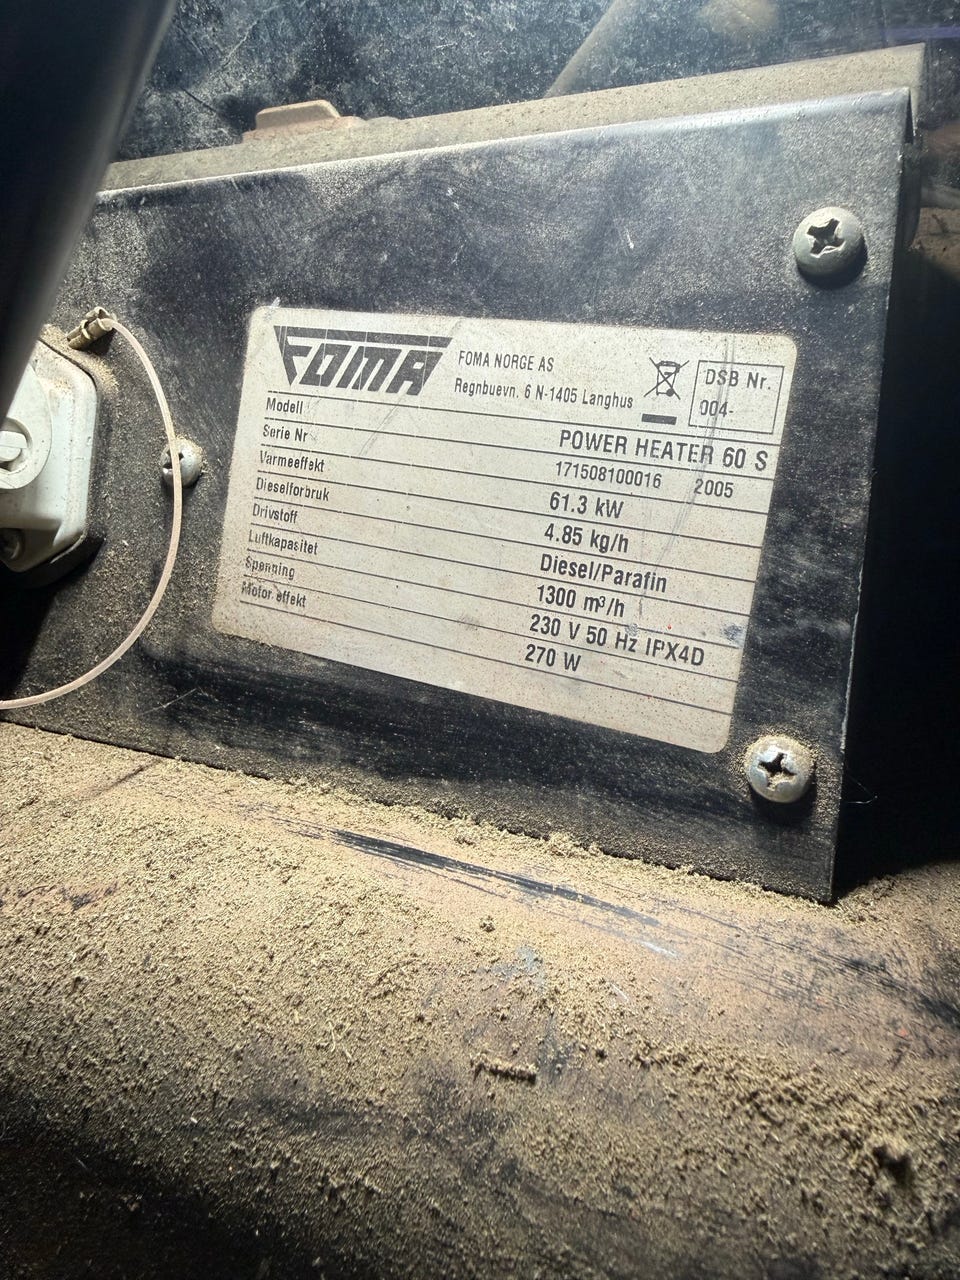 FOMA
FOMA NORGE AS
Regnbuevn. 6 N-1405 Langhus
DSB Nr.
004-
Modell POWER HEATER 60 S
Serie Nr 171508100016 2005
Varmeeffekt 61.3 kW
Dieselforbruk 4.85 kg/h
Drivstoff Diesel/Parafin
Luftkapasitet 1300 m³/h
Spenning 230 V 50 Hz IPX4D
Motor effekt 270 W